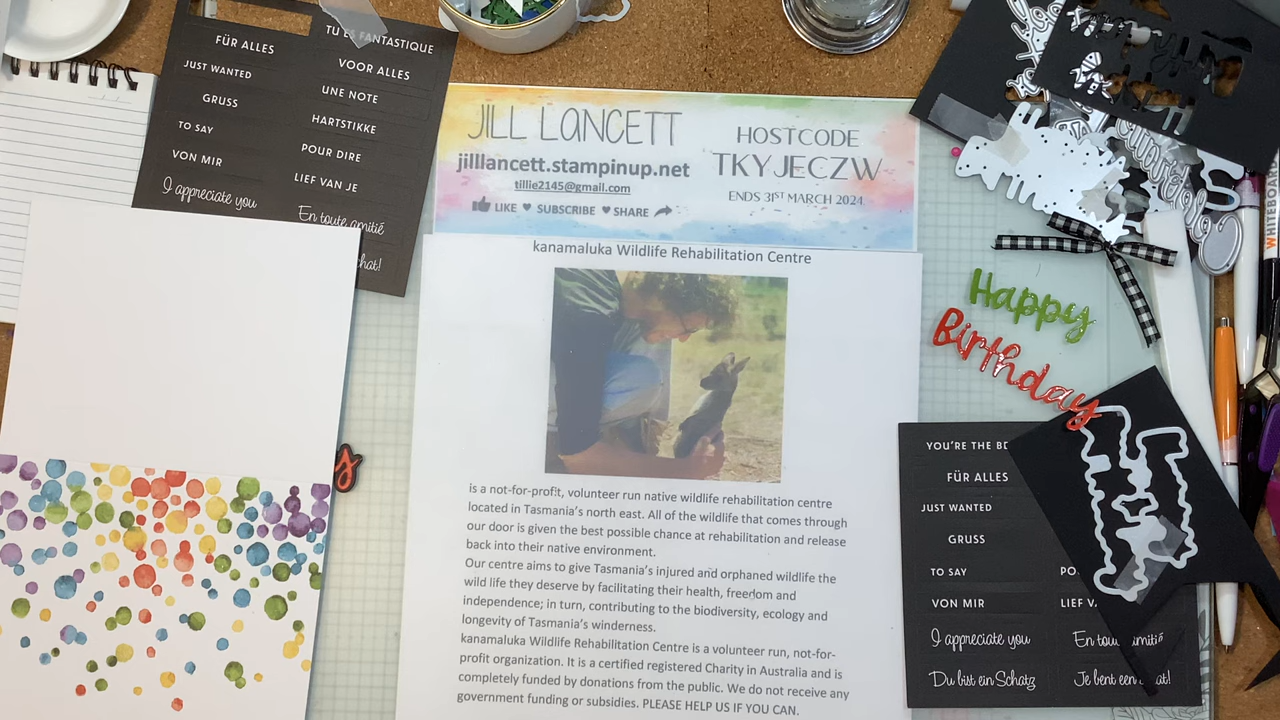 FÜR ALLES
JUST WANTED
GRUSS
TO SAY
VON MIR
I appreciate you
TU ES FANTASTIQUE
VOOR ALLES
UNE NOTE
HARTSTIKKE
POUR DIRE
LIEF VAN JE
En toute amitié
chat!
JILL LANCETT
jilllancett.stampinup.net
tillie2145@gmail.com
LIKE ♥ SUBSCRIBE ♥ SHARE
HOSTCODE
TKYJECZW
ENDS 31ST MARCH 2024
kanamaluka Wildlife Rehabilitation Centre
is a not-for-profit, volunteer run native wildlife rehabilitation centre
located in Tasmania's north east. All of the wildlife that comes through
our door is given the best possible chance at rehabilitation and release
back into their native environment.
Our centre aims to give Tasmania's injured and orphaned wildlife the
wild life they deserve by facilitating their health, freedom and
independence; in turn, contributing to the biodiversity, ecology and
longevity of Tasmania's winderness.
kanamaluka Wildlife Rehabilitation Centre is a volunteer run, not-for-
profit organization. It is a certified registered Charity in Australia and is
completely funded by donations from the public. We do not receive any
government funding or subsidies. PLEASE HELP US IF YOU CAN.
Happy
Birthday
WHITEBOARD
YOU'RE THE
FÜR ALLES
JUST WANTED
GRUSS
TO SAY
VON MIR
LIEF
I appreciate you
En amitié
Du bist ein Schatz
Je bent een